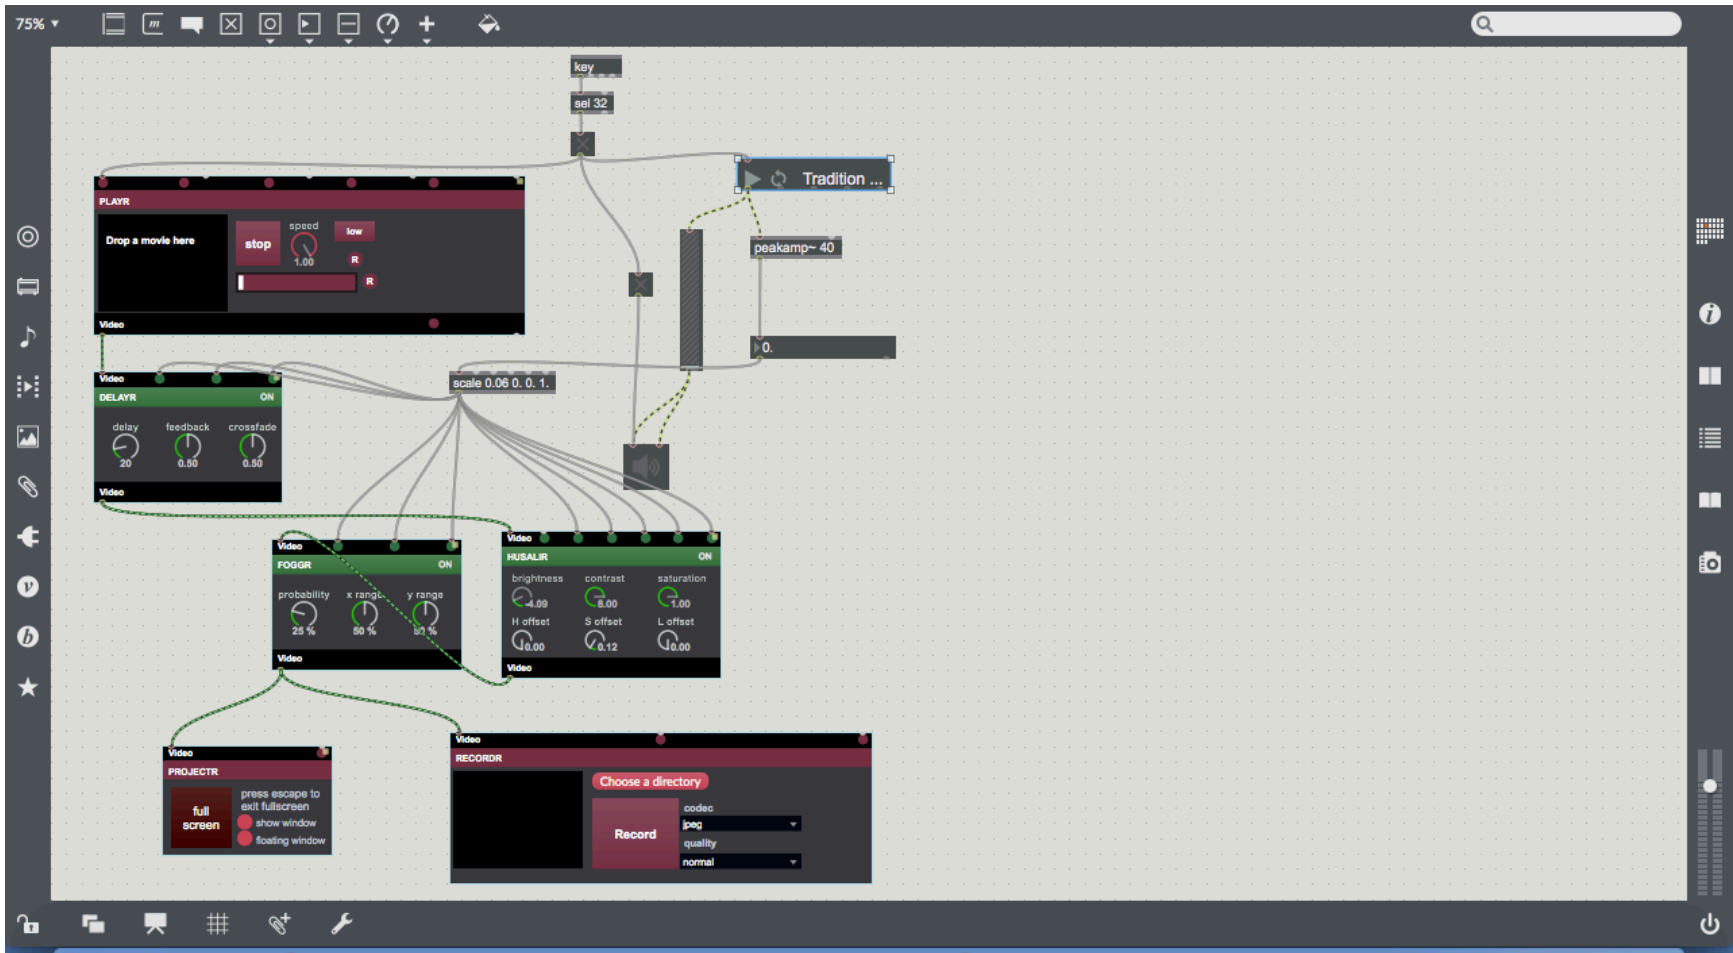 75%
m
key
sel 32
Tradition ...
PLAYR
Drop a movie here
stop
speed
1.00
low
R
R
Video
peakamp~ 40
0.
scale 0.06 0. 0. 1.
Video
DELAYR
ON
delay
feedback
crossfade
20
0.50
0.50
Video
Video
FOGGR
ON
probability
x range
y range
25 %
50 %
50 %
Video
Video
HUSALIR
ON
brightness
contrast
saturation
-4.09
8.00
1.00
H offset
S offset
L offset
0.00
0.12
0.00
Video
Video
PROJECTR
full
screen
press escape to
exit fullscreen
show window
floating window
Video
RECORDR
Choose a directory
Record
codec
jpeg
quality
normal
i
v
b